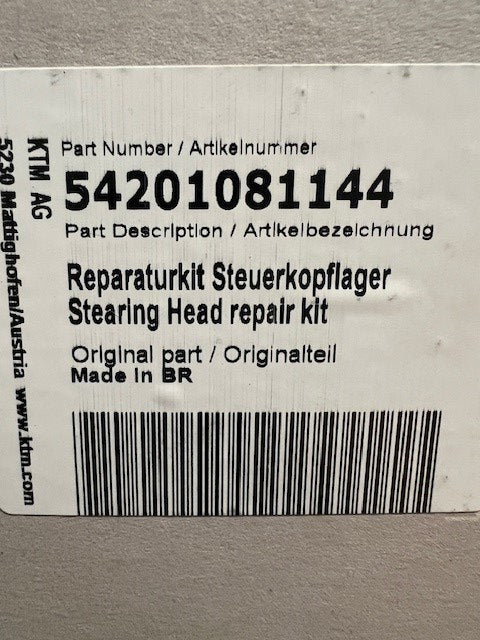 Part Number / Artikelnummer
54201081144
Part Description / Artikelbezeichnung
Reparaturkit Steuerkopflager
Stearing Head repair kit
Original part / Originalteil
Made in BR
KTM AG
5230 Mattighofen/Austria www.ktm.com